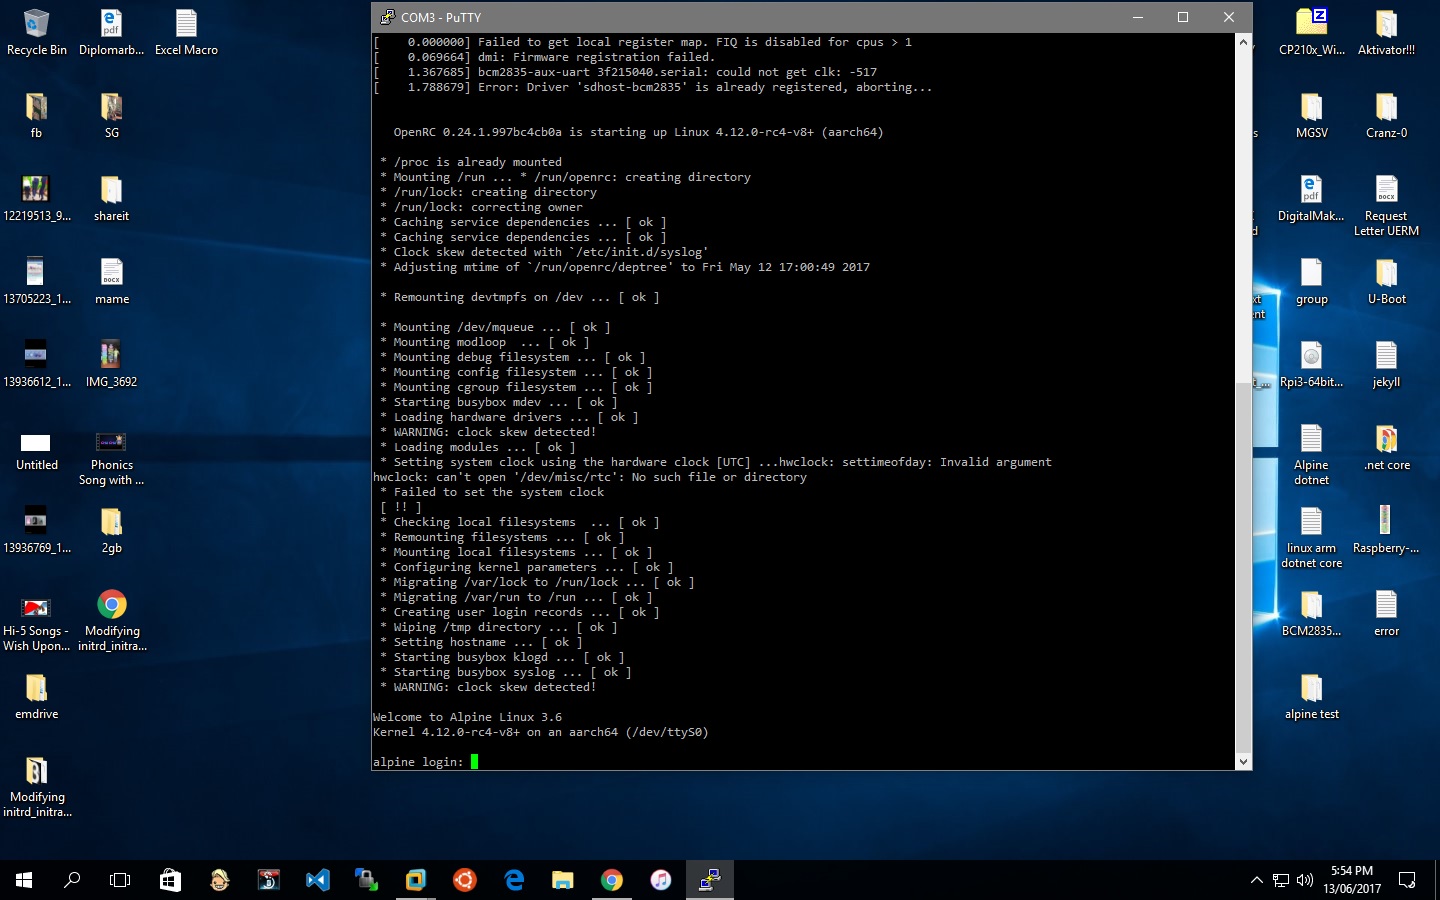 COM3 - PuTTY
[    0.000000] Failed to get local register map. FIQ is disabled for cpus > 1
[    0.069664] dmi: Firmware registration failed.
[    1.367685] bcm2835-aux-uart 3f215040.serial: could not get clk: -517
[    1.788679] Error: Driver 'sdhost-bcm2835' is already registered, aborting...
OpenRC 0.24.1.997bc4cb0a is starting up Linux 4.12.0-rc4-v8+ (aarch64)
* /proc is already mounted
* Mounting /run ... * /run/openrc: creating directory
* /run/lock: creating directory
* /run/lock: correcting owner
* Caching service dependencies ... [ ok ]
* Caching service dependencies ... [ ok ]
* Clock skew detected with `/etc/init.d/syslog'
* Adjusting mtime of `/run/openrc/deptree' to Fri May 12 17:00:49 2017
* Remounting devtmpfs on /dev ... [ ok ]
* Mounting /dev/mqueue ... [ ok ]
* Mounting modloop  ... [ ok ]
* Mounting debug filesystem ... [ ok ]
* Mounting config filesystem ... [ ok ]
* Mounting cgroup filesystem ... [ ok ]
* Starting busybox mdev ... [ ok ]
* Loading hardware drivers ... [ ok ]
* WARNING: clock skew detected!
* Loading modules ... [ ok ]
* Setting system clock using the hardware clock [UTC] ...hwclock: settimeofday: Invalid argument
hwclock: can't open '/dev/misc/rtc': No such file or directory
* Failed to set the system clock
[ !! ]
* Checking local filesystems  ... [ ok ]
* Remounting filesystems ... [ ok ]
* Mounting local filesystems ... [ ok ]
* Configuring kernel parameters ... [ ok ]
* Migrating /var/lock to /run/lock ... [ ok ]
* Migrating /var/run to /run ... [ ok ]
* Creating user login records ... [ ok ]
* Wiping /tmp directory ... [ ok ]
* Setting hostname ... [ ok ]
* Starting busybox klogd ... [ ok ]
* Starting busybox syslog ... [ ok ]
* WARNING: clock skew detected!
Welcome to Alpine Linux 3.6
Kernel 4.12.0-rc4-v8+ on an aarch64 (/dev/ttyS0)
alpine login:
Recycle Bin
Diplomarb...
Excel Macro
fb
SG
12219513_9...
shareit
13705223_1...
mame
13936612_1...
IMG_3692
Untitled
Phonics
Song with ...
13936769_1...
2gb
Hi-5 Songs -
Wish Upon...
Modifying
initrd_initra...
emdrive
Modifying
initrd_initra...
CP210x_Wi...
Aktivator!!!
MGSV
Cranz-0
DigitalMak...
Request
Letter UERM
group
U-Boot
Rpi3-64bit...
jekyll
Alpine
dotnet
.net core
linux arm
dotnet core
Raspberry-...
BCM2835...
error
alpine test
5:54 PM
13/06/2017